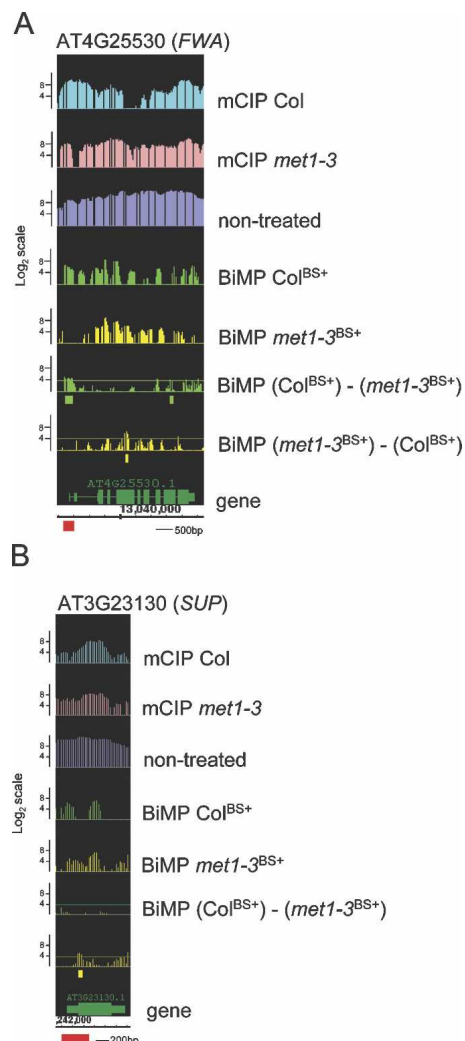 A
AT4G25530 (FWA)
8
4
mCIP Col
8
4
mCIP met1-3
8
4
non-treated
Log2 scale
8
4
BiMP ColBS+
8
4
BiMP met1-3BS+
8
4
BiMP (ColBS+) - (met1-3BS+)
8
4
BiMP (met1-3BS+) - (ColBS+)
AT4G25530.1
gene
13,040,000
500bp
B
AT3G23130 (SUP)
8
4
mCIP Col
8
4
mCIP met1-3
8
4
non-treated
Log2 scale
8
4
BiMP ColBS+
8
4
BiMP met1-3BS+
8
4
BiMP (ColBS+) - (met1-3BS+)
8
4
AT3G23130.1
gene
242,000
200bp